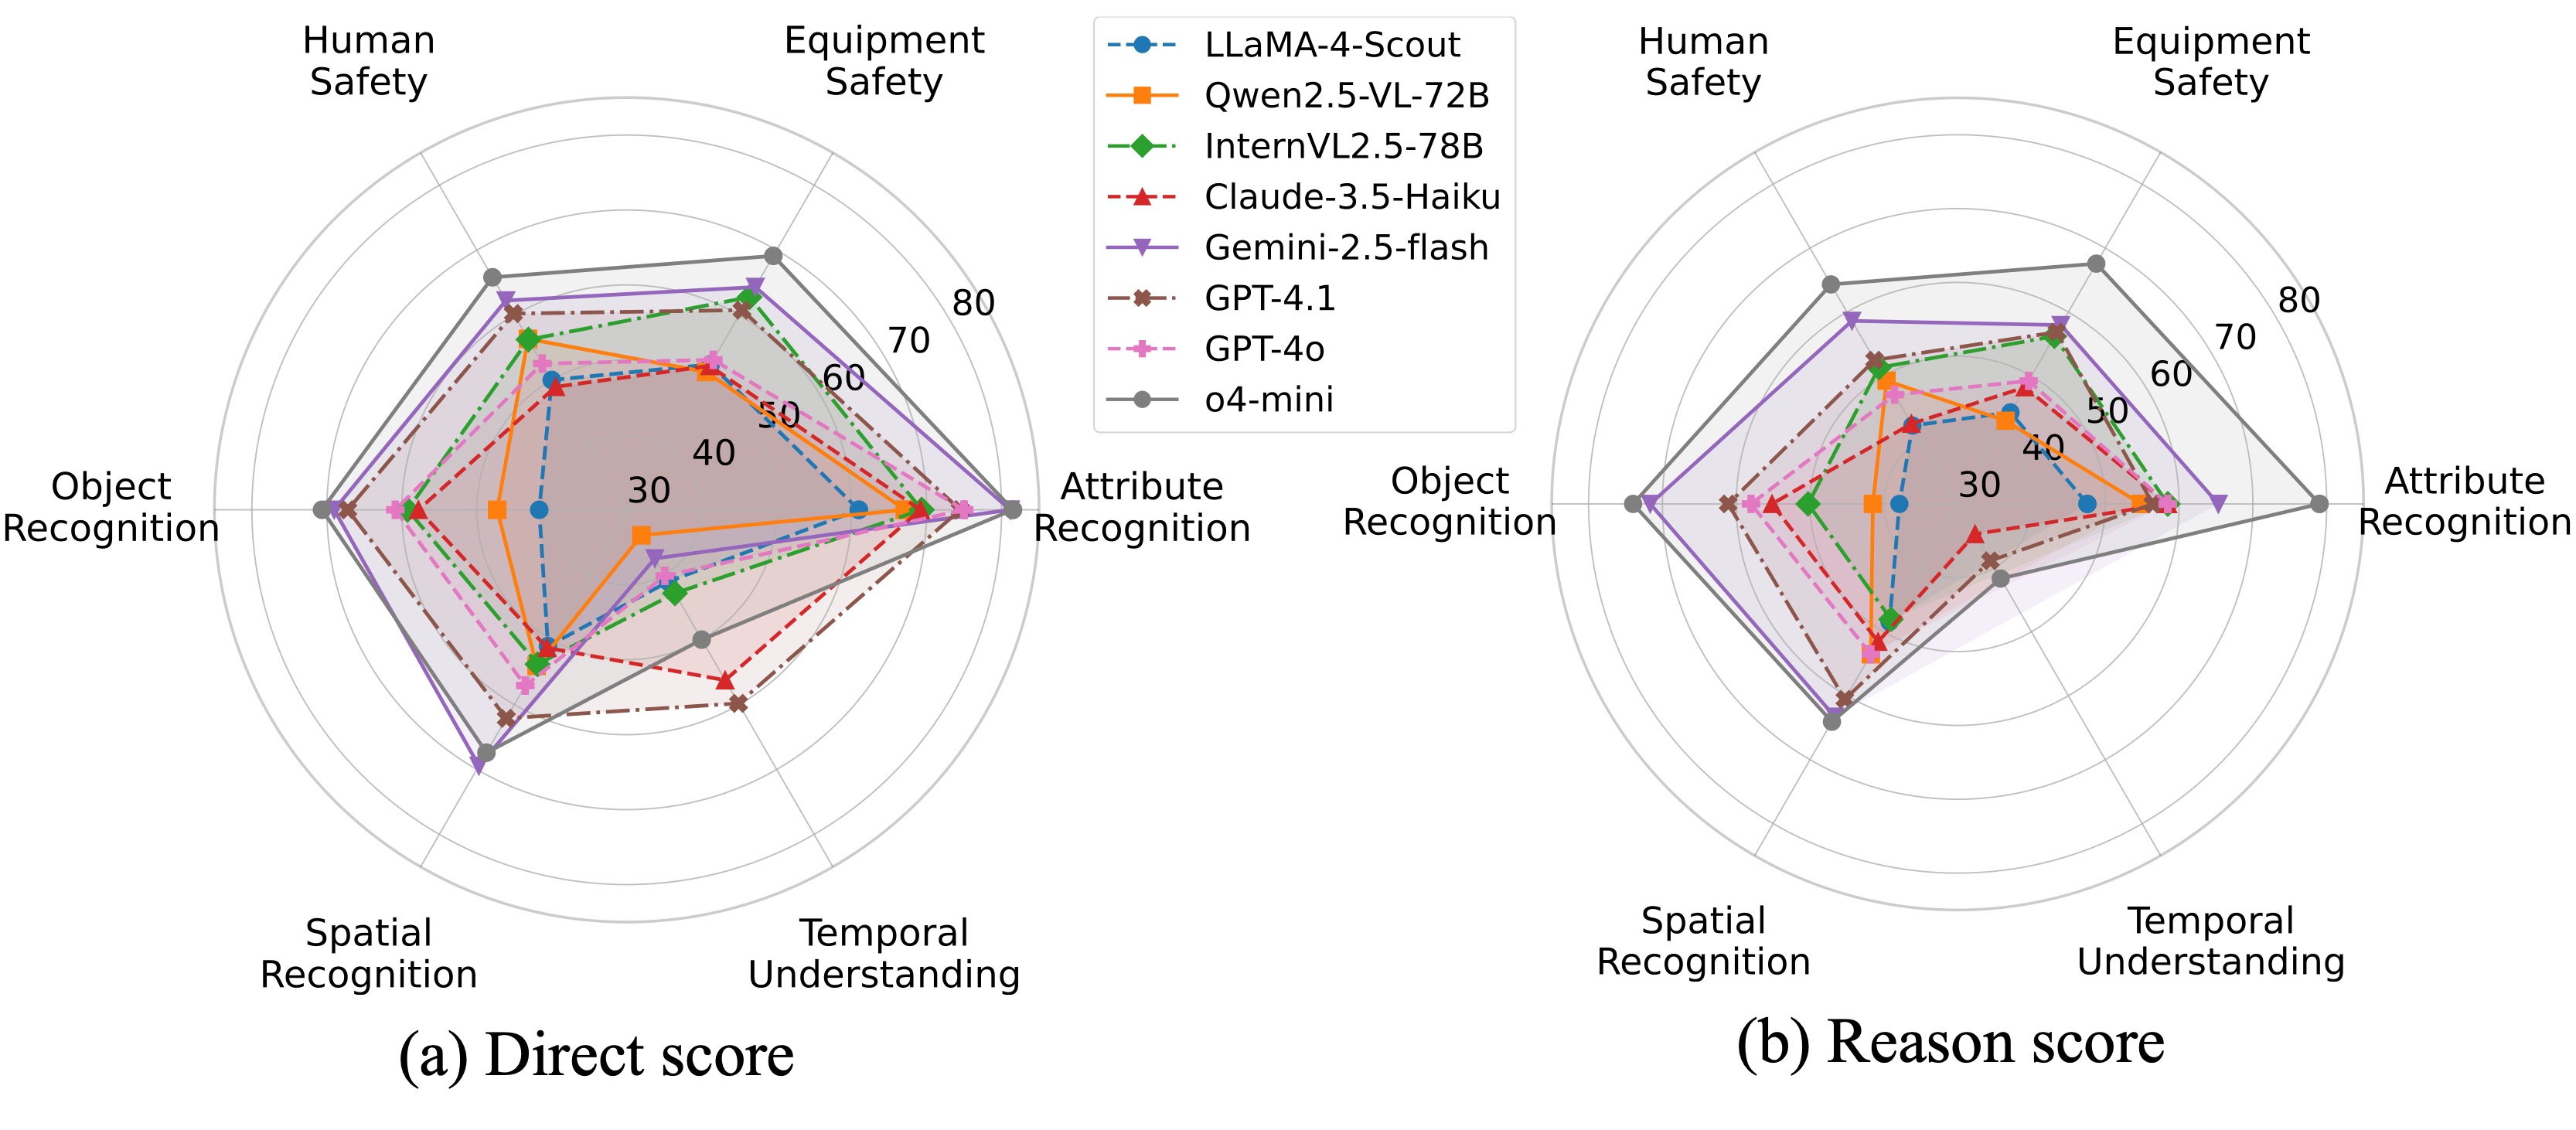 Human
Safety
Equipment
Safety
80
70
60
50
40
30
Object
Recognition
Attribute
Recognition
Spatial
Recognition
Temporal
Understanding
(a) Direct score
LLaMA-4-Scout
Qwen2.5-VL-72B
InternVL2.5-78B
Claude-3.5-Haiku
Gemini-2.5-flash
GPT-4.1
GPT-4o
o4-mini
Human
Safety
Equipment
Safety
80
70
60
50
40
30
Object
Recognition
Attribute
Recognition
Spatial
Recognition
Temporal
Understanding
(b) Reason score